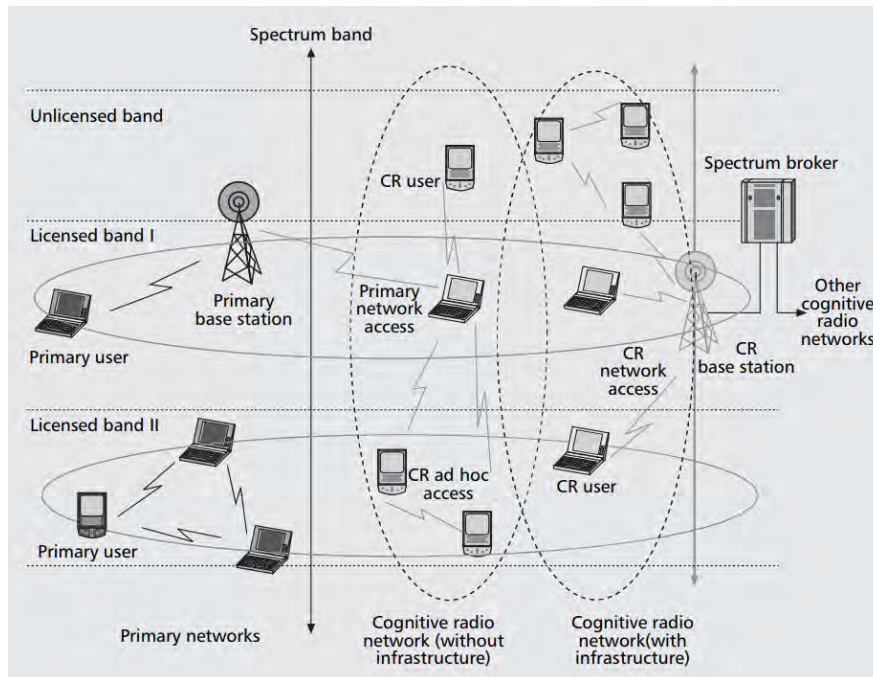 Spectrum band
Unlicensed band
CR user
Spectrum broker
Licensed band I
Primary
base station
Primary
network
access
Primary user
Other
cognitive
radio
networks
CR
network
access
CR
base station
Licensed band II
CR ad hoc
access
CR user
Primary user
Primary networks
Cognitive radio
network (without
infrastructure)
Cognitive radio
network(with
infrastructure)